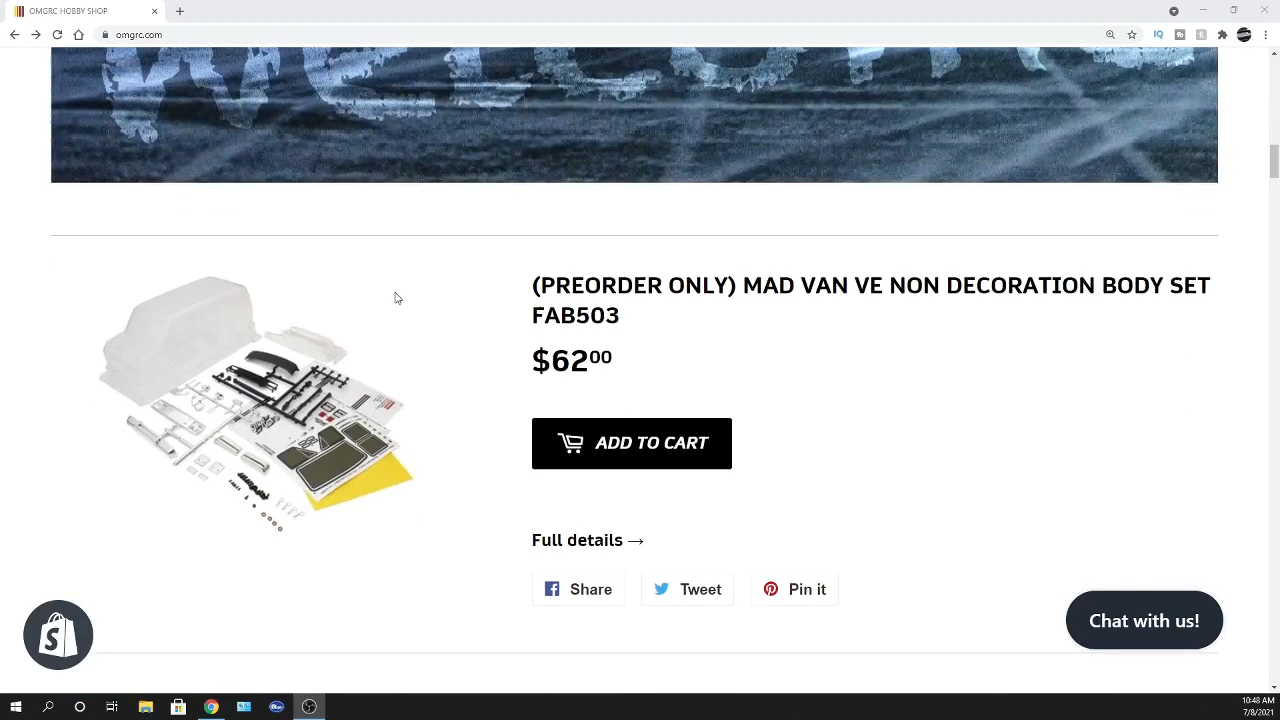 OMGRC HOBBY SHOP
omgrc.com
WELCOME
(PREORDER ONLY) MAD VAN VE NON DECORATION BODY SET
FAB503
$6200
ADD TO CART
Full details →
Share
Tweet
Pin it
Chat with us!
10:48 AM
7/8/2021